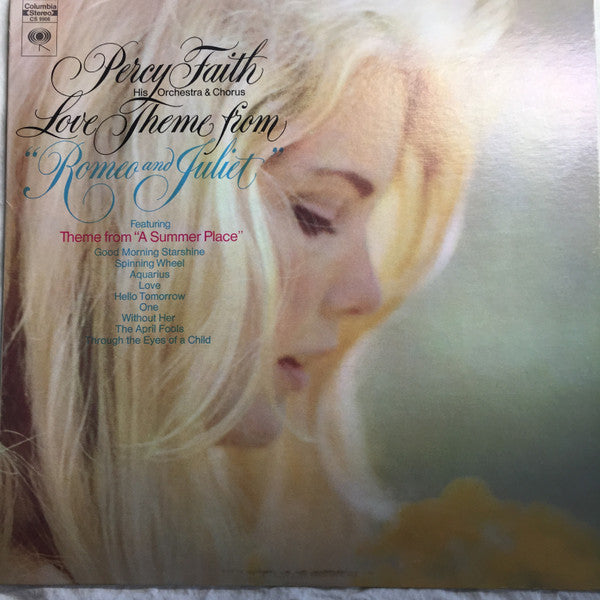 Columbia
Stereo
CS 9906
Percy Faith
His Orchestra & Chorus
Love Theme from
"Romeo and Juliet"
Featuring
Theme from "A Summer Place"
Good Morning Starshine
Spinning Wheel
Aquarius
Love
Hello Tomorrow
One
Without Her
The April Fools
Through the Eyes of a Child